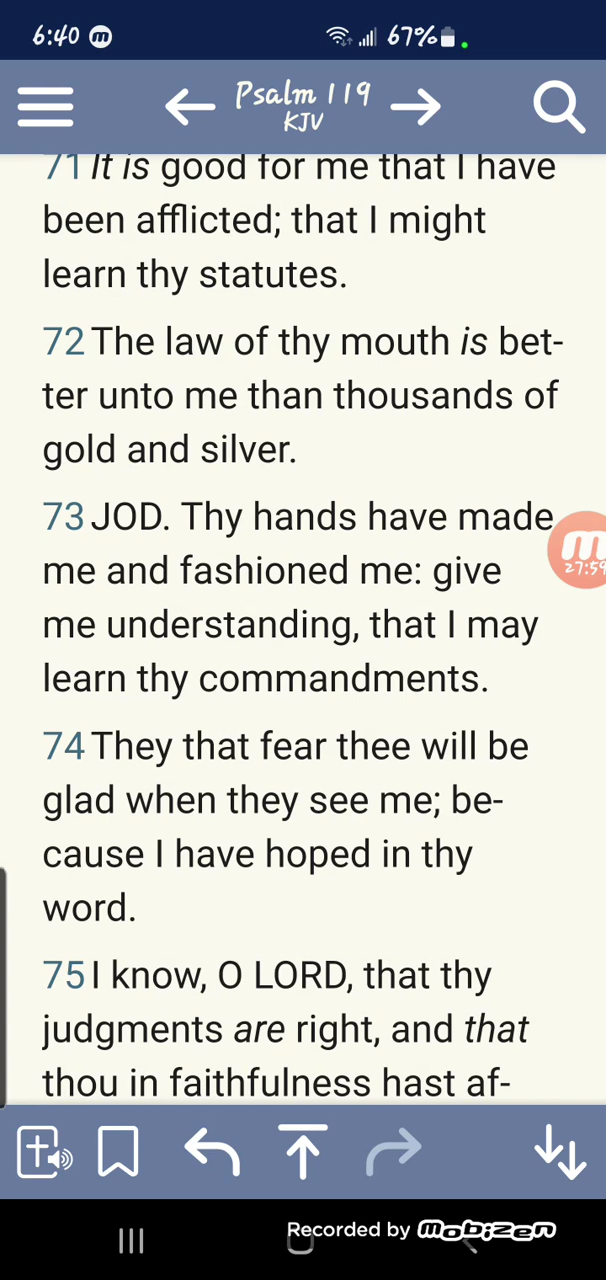 6:40 m 67%
Psalm 119
KJV
71 It is good for me that I have
been afflicted; that I might
learn thy statutes.
72 The law of thy mouth is bet-
ter unto me than thousands of
gold and silver.
73 JOD. Thy hands have made
me and fashioned me: give
me understanding, that I may
learn thy commandments.
74 They that fear thee will be
glad when they see me; be-
cause I have hoped in thy
word.
75 I know, O LORD, that thy
judgments are right, and that
thou in faithfulness hast af-
m
27:59
Recorded by mobizen